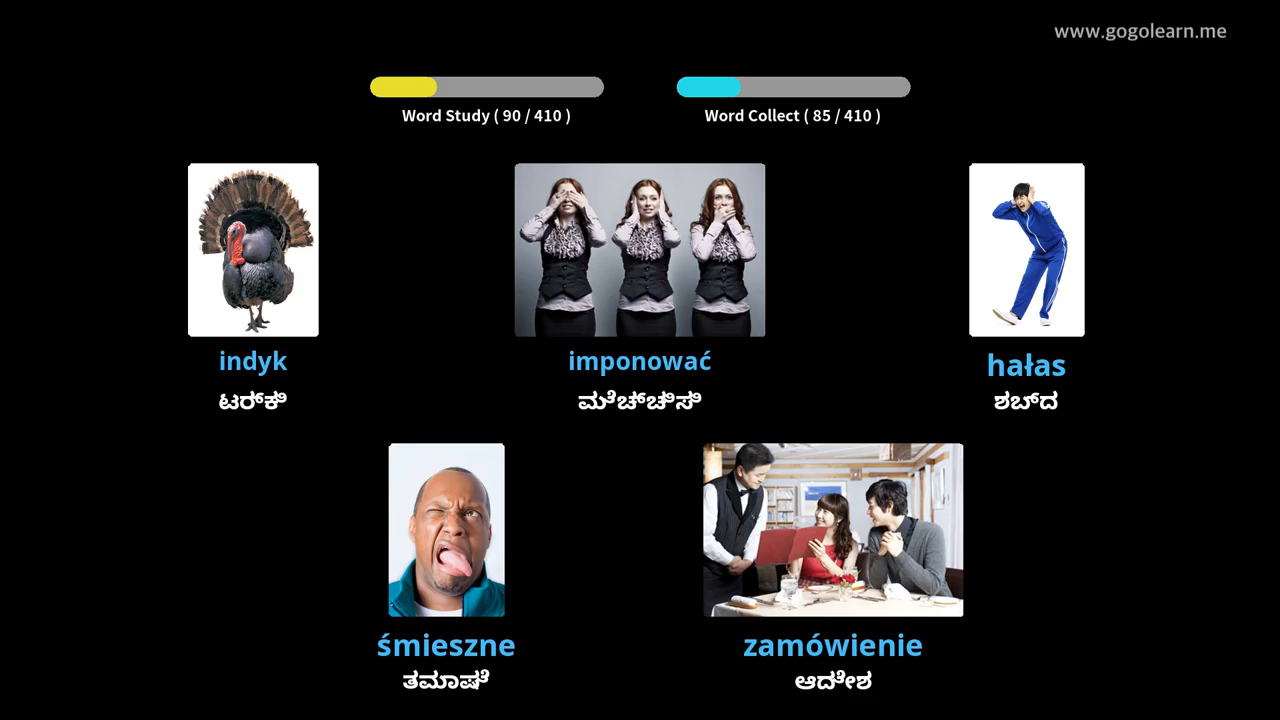 www.gogolearn.me
Word Study ( 90 / 410 )
Word Collect ( 85 / 410 )
indyk
imponować
hałas
ಟರ್ಕಿ
ಮೆಚ್ಚಿಸಿ
ಶಬ್ದ
śmieszne
zamówienie
ತಮಾಷೆ
ಆದೇಶ